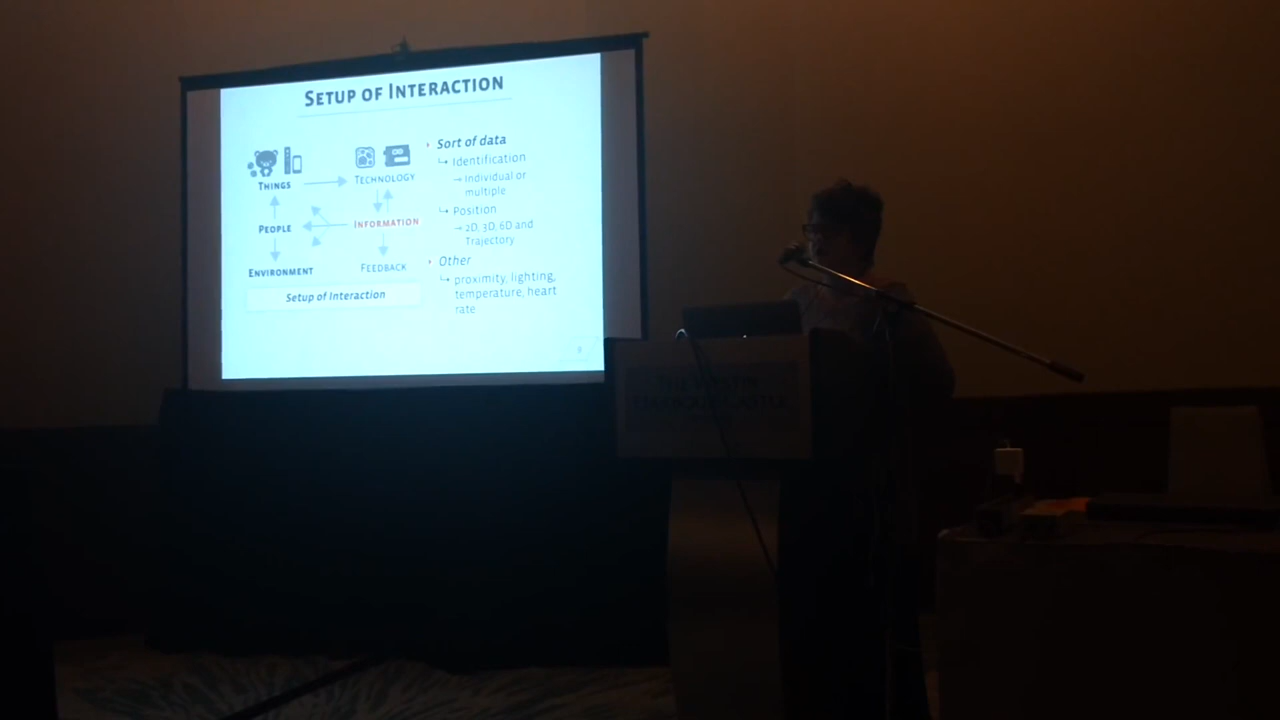 SETUP OF INTERACTION
THINGS
TECHNOLOGY
PEOPLE
INFORMATION
ENVIRONMENT
FEEDBACK
Setup of Interaction
Sort of data
Identification
Individual or
multiple
Position
2D, 3D, 6D and
Trajectory
Other
proximity, lighting,
temperature, heart
rate